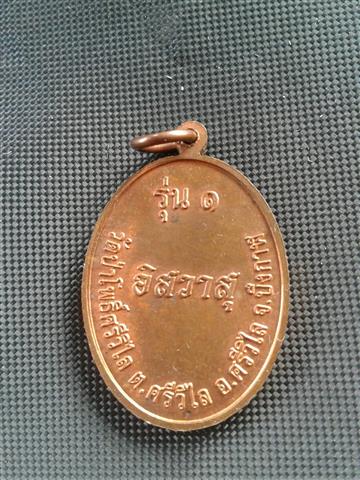 รุ่น ๑
อิสวาสุ
วัดป่าโพธิ์ศรีวิไล ต.ศรีวิไล อ.ศรีวิไล จ.บึงกาฬ